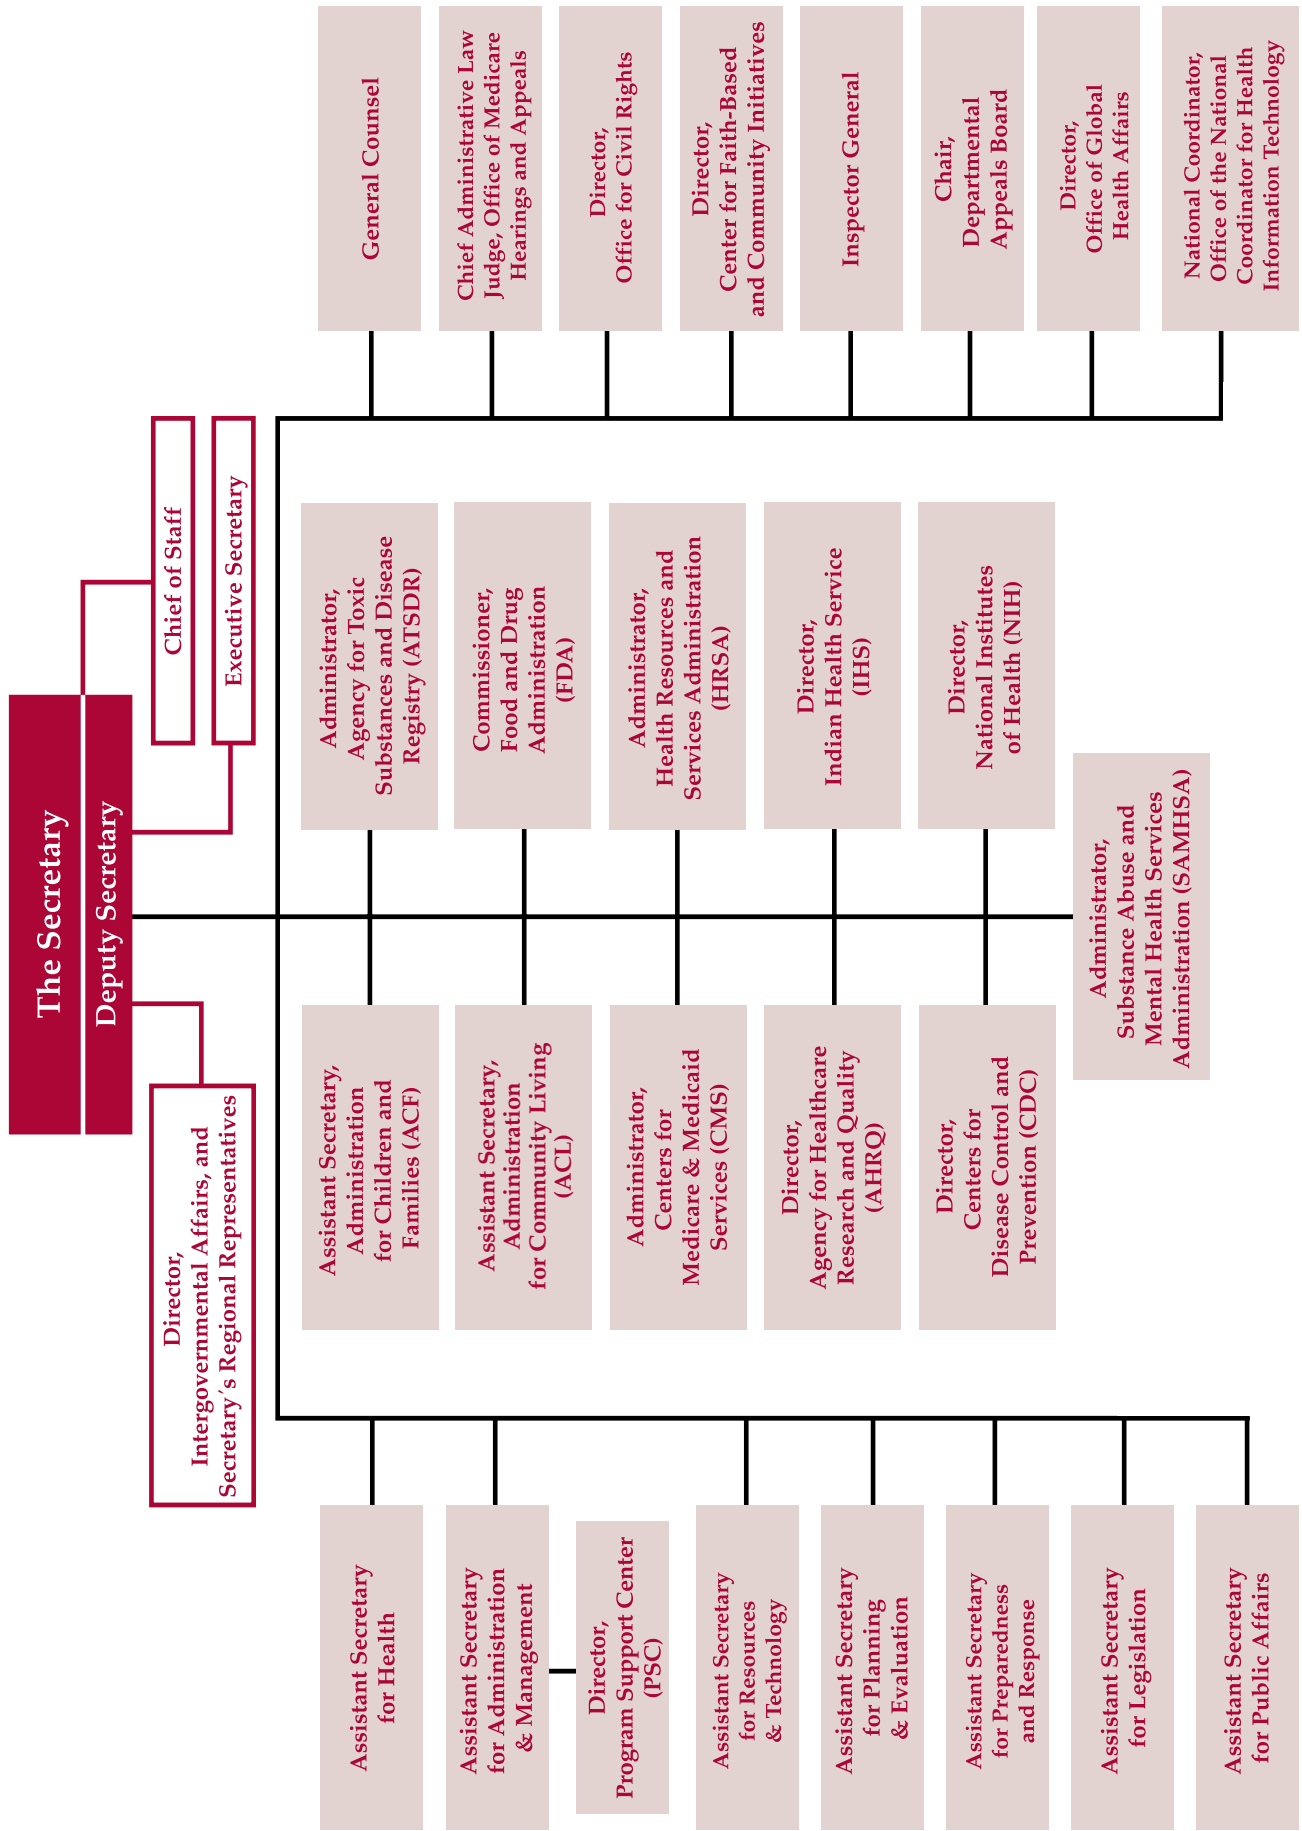 The Secretary
Deputy Secretary
Director,
Intergovernmental Affairs, and
Secretary´s Regional Representatives
Chief of Staff
Executive Secretary
Assistant Secretary
for Health
Assistant Secretary
for Administration
& Management
Director,
Program Support Center
(PSC)
Assistant Secretary
for Resources
& Technology
Assistant Secretary
for Planning
& Evaluation
Assistant Secretary
for Preparedness
and Response
Assistant Secretary
for Legislation
Assistant Secretary
for Public Affairs
Assistant Secretary,
Administration
for Children and
Families (ACF)
Assistant Secretary,
Administration
for Community Living
(ACL)
Administrator,
Centers for
Medicare & Medicaid
Services (CMS)
Director,
Agency for Healthcare
Research and Quality
(AHRQ)
Director,
Centers for
Disease Control and
Prevention (CDC)
Administrator,
Agency for Toxic
Substances and Disease
Registry (ATSDR)
Commissioner,
Food and Drug
Administration
(FDA)
Administrator,
Health Resources and
Services Administration
(HRSA)
Director,
Indian Health Service
(IHS)
Director,
National Institutes
of Health (NIH)
Administrator,
Substance Abuse and
Mental Health Services
Administration (SAMHSA)
General Counsel
Chief Administrative Law
Judge, Office of Medicare
Hearings and Appeals
Director,
Office for Civil Rights
Director,
Center for Faith-Based
and Community Initiatives
Inspector General
Chair,
Departmental
Appeals Board
Director,
Office of Global
Health Affairs
National Coordinator,
Office of the National
Coordinator for Health
Information Technology